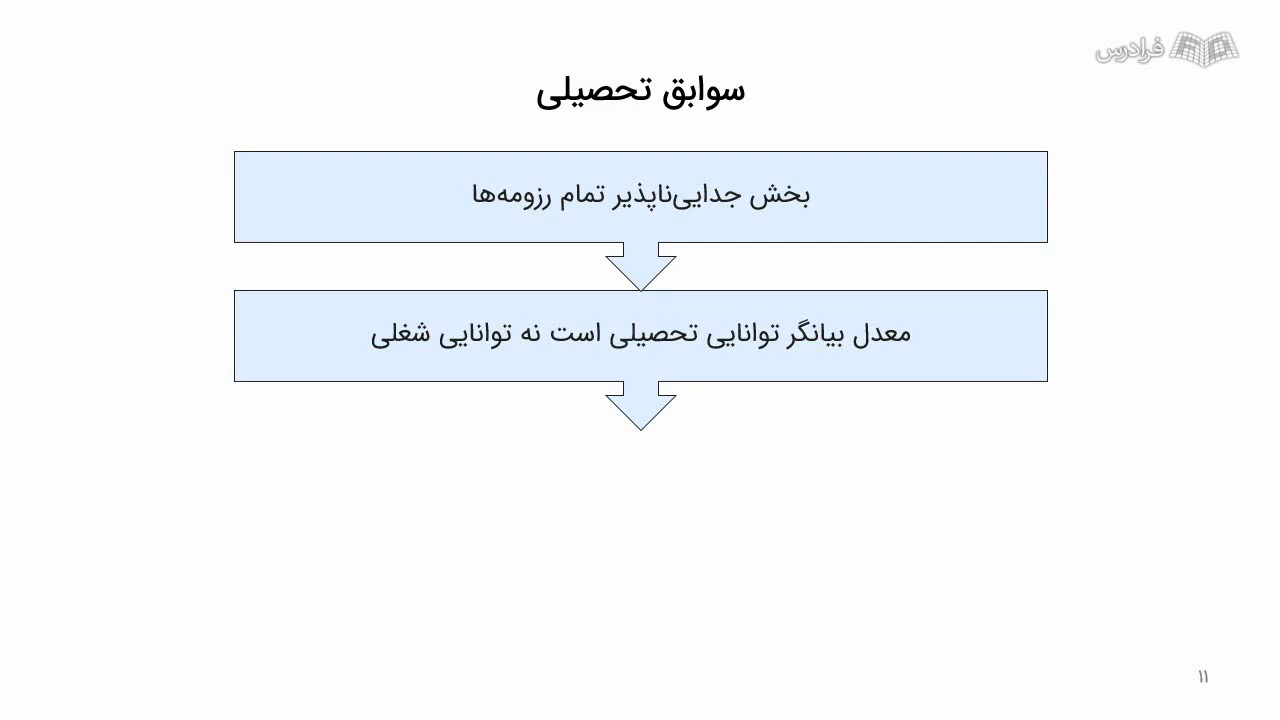 فرادرس
سوابق تحصیلی
بخش جدایی‌ناپذیر تمام رزومه‌ها
معدل بیانگر توانایی تحصیلی است نه توانایی شغلی
۱۱